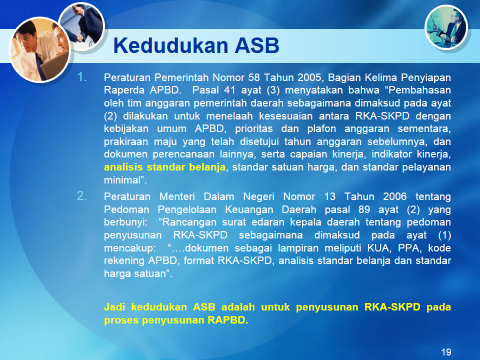 Kedudukan ASB
1. Peraturan Pemerintah Nomor 58 Tahun 2005, Bagian Kelima Penyiapan
Raperda APBD. Pasal 41 ayat (3) menyatakan bahwa “Pembahasan
oleh tim anggaran pemerintah daerah sebagaimana dimaksud pada ayat
(2) dilakukan untuk menelaah kesesuaian antara RKA-SKPD dengan
kebijakan umum APBD, prioritas dan plafon anggaran sementara,
prakiraan maju yang telah disetujui tahun anggaran sebelumnya, dan
dokumen perencanaan lainnya, serta capaian kinerja, indikator kinerja,
analisis standar belanja, standar satuan harga, dan standar pelayanan
minimal”.
2. Peraturan Menteri Dalam Negeri Nomor 13 Tahun 2006 tentang
Pedoman Pengelolaan Keuangan Daerah pasal 89 ayat (2) yang
berbunyi: “Rancangan surat edaran kepala daerah tentang pedoman
penyusunan RKA-SKPD sebagaimana dimaksud pada ayat (1)
mencakup: “….dokumen sebagai lampiran meliputi KUA, PPA, kode
rekening APBD, format RKA-SKPD, analisis standar belanja dan standar
harga satuan”.
Jadi kedudukan ASB adalah untuk penyusunan RKA-SKPD pada
proses penyusunan RAPBD.
19